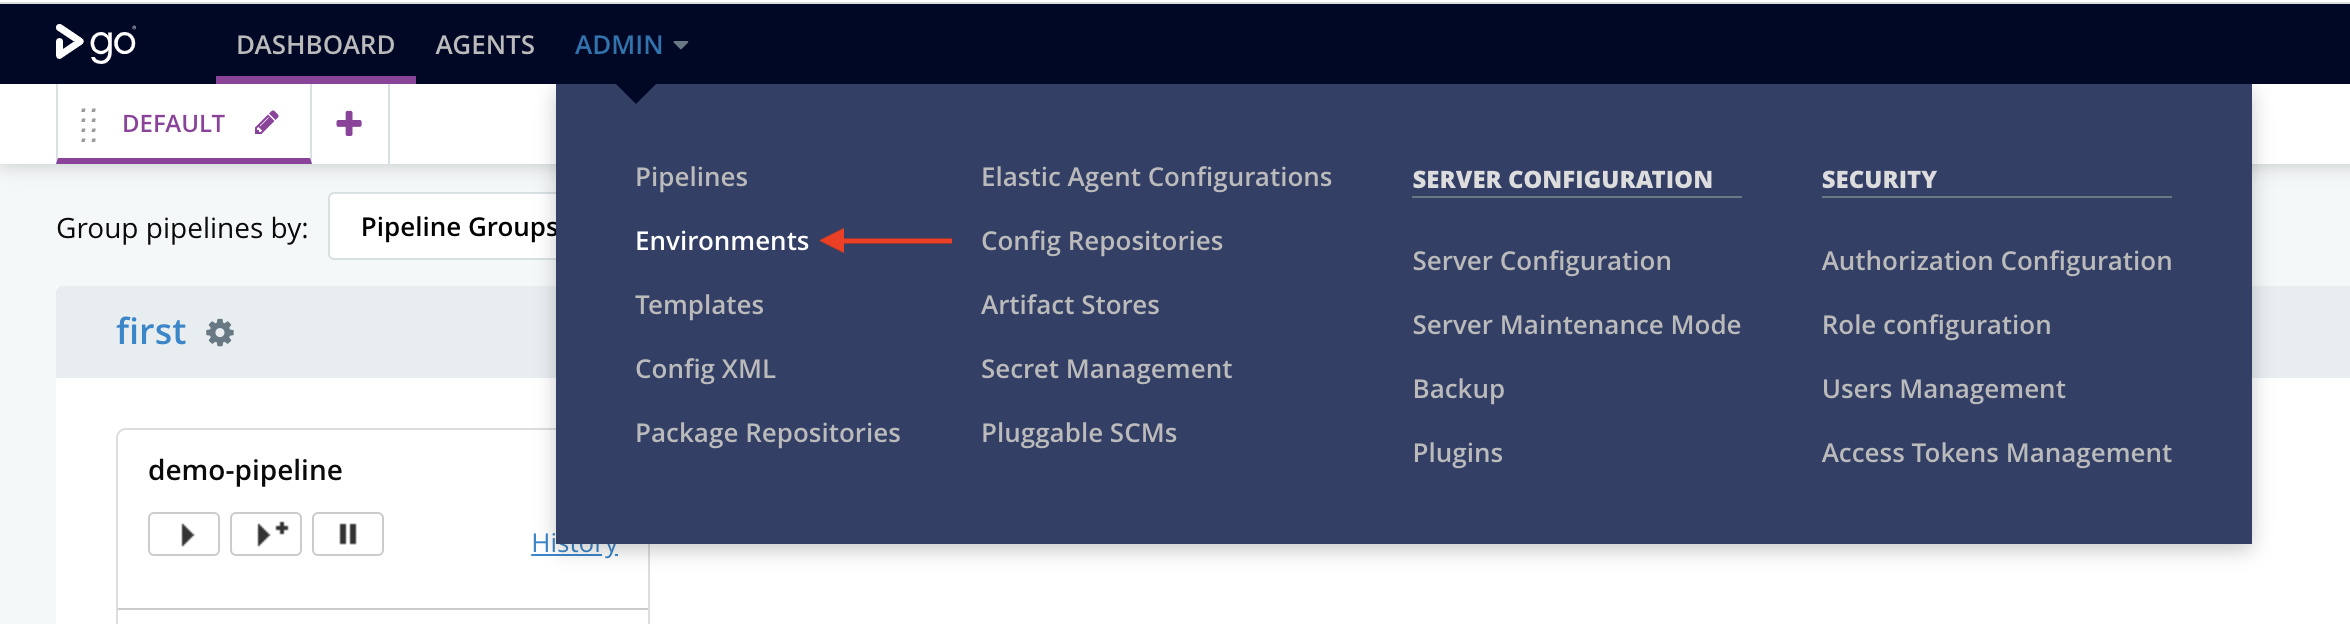 go
DASHBOARD AGENTS ADMIN
DEFAULT
Group pipelines by: Pipeline Groups
first
demo-pipeline
History
Pipelines
Environments
Templates
Config XML
Package Repositories
Elastic Agent Configurations
Config Repositories
Artifact Stores
Secret Management
Pluggable SCMs
SERVER CONFIGURATION
Server Configuration
Server Maintenance Mode
Backup
Plugins
SECURITY
Authorization Configuration
Role configuration
Users Management
Access Tokens Management